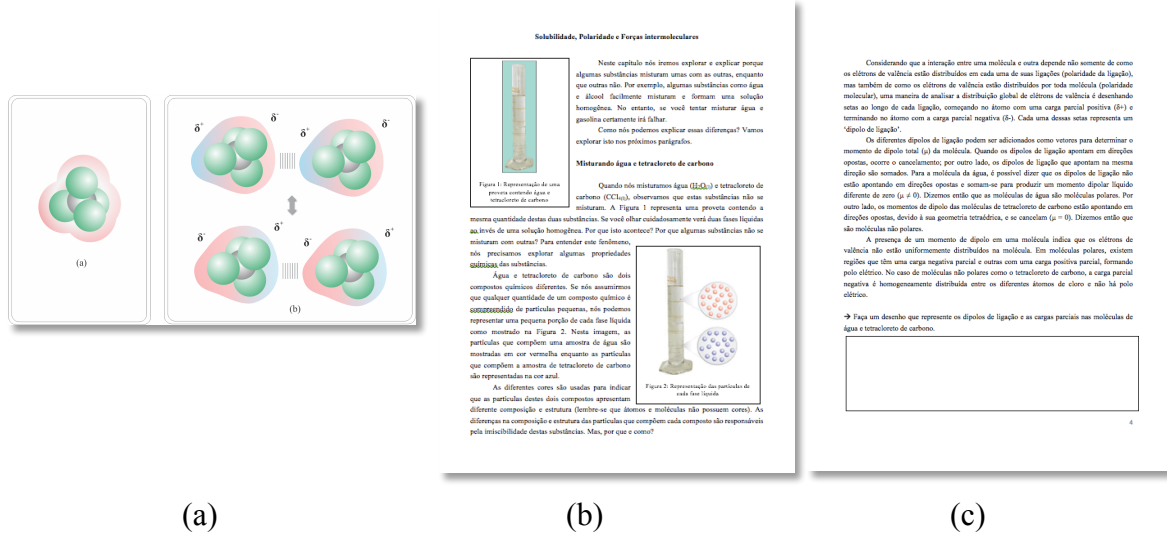 δ⁺
δ⁻
δ⁺
δ⁻
(a)
δ⁻
δ⁺
δ⁻
δ⁺
(b)
Solubilidade, Polaridade e Forças intermoleculares
Neste capítulo nós iremos explorar e explicar porque
algumas substâncias misturam umas com as outras, enquanto
que outras não. Por exemplo, algumas substâncias como água
e álcool facilmente misturam e formam uma solução
homogênea. No entanto, se você tentar misturar água e
gasolina certamente irá falhar.
Como nós podemos explicar essas diferenças? Vamos
explorar isto nos próximos parágrafos.
Figura 1: Representação de uma
proveta contendo água e
tetracloreto de carbono
Misturando água e tetracloreto de carbono
Quando nós misturamos água (H₂O(l)) e tetracloreto de
carbono (CCl₄(l)), observamos que estas substâncias não se
misturam. A Figura 1 representa uma proveta contendo a
mesma quantidade destas duas substâncias. Se você olhar cuidadosamente verá duas fases líquidas
ao invés de uma solução homogênea. Por que isto acontece? Por que algumas substâncias não se
misturam com outras? Para entender este fenômeno,
nós precisamos explorar algumas propriedades
químicas das substâncias.
Água e tetracloreto de carbono são dois
compostos químicos diferentes. Se nós assumirmos
que qualquer quantidade de um composto químico é
compreendido de partículas pequenas, nós podemos
representar uma pequena porção de cada fase líquida
como mostrado na Figura 2. Nesta imagem, as
partículas que compõem uma amostra de água são
mostradas em cor vermelha enquanto as partículas
que compõem a amostra de tetracloreto de carbono
são representadas na cor azul.
As diferentes cores são usadas para indicar
que as partículas destes dois compostos apresentam
Figura 2: Representação das partículas de
cada fase líquida
diferente composição e estrutura (lembre-se que átomos e moléculas não possuem cores). As
diferenças na composição e estrutura das partículas que compõem cada composto são responsáveis
pela imiscibilidade destas substâncias. Mas, por que e como?
Considerando que a interação entre uma molécula e outra depende não somente de como
os elétrons de valência estão distribuídos em cada uma de suas ligações (polaridade da ligação),
mas também de como os elétrons de valência estão distribuídos por toda molécula (polaridade
molecular), uma maneira de analisar a distribuição global de elétrons de valência é desenhando
setas ao longo de cada ligação, começando no átomo com uma carga parcial positiva (δ+) e
terminando no átomo com a carga parcial negativa (δ-). Cada uma dessas setas representa um
‘dipolo de ligação’.
Os diferentes dipolos de ligação podem ser adicionados como vetores para determinar o
momento de dipolo total (μ) da molécula. Quando os dipolos de ligação apontam em direções
opostas, ocorre o cancelamento; por outro lado, os dipolos de ligação que apontam na mesma
direção são somados. Para a molécula da água, é possível dizer que os dipolos de ligação não
estão apontando em direções opostas e somam-se para produzir um momento dipolar líquido
diferente de zero (μ ≠ 0). Dizemos então que as moléculas de água são moléculas polares. Por
outro lado, os momentos de dipolo das moléculas de tetracloreto de carbono estão apontando em
direções opostas, devido à sua geometria tetraédrica, e se cancelam (μ = 0). Dizemos então que
são moléculas não polares.
A presença de um momento de dipolo em uma molécula indica que os elétrons de
valência não estão uniformemente distribuídos na molécula. Em moléculas polares, existem
regiões que têm uma carga negativa parcial e outras com uma carga positiva parcial, formando
polo elétrico. No caso de moléculas não polares como o tetracloreto de carbono, a carga parcial
negativa é homogeneamente distribuída entre os diferentes átomos de cloro e não há polo
elétrico.
➔ Faça um desenho que represente os dipolos de ligação e as cargas parciais nas moléculas de
água e tetracloreto de carbono.
4
(a)
(b)
(c)